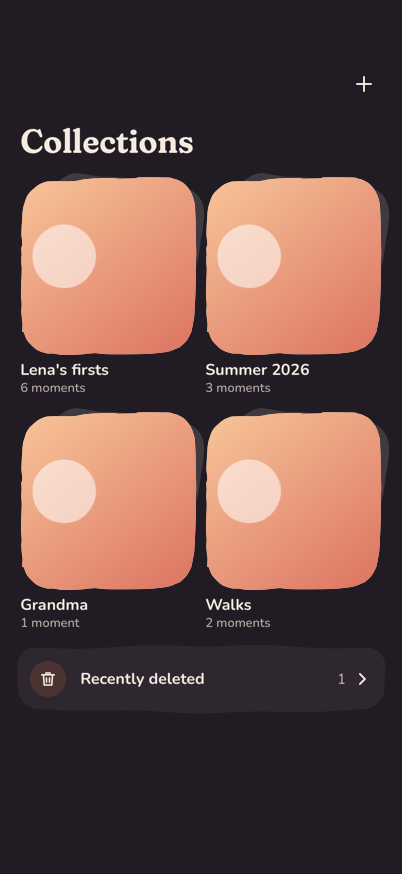 Collections
Lena's firsts
6 moments
Summer 2026
3 moments
Grandma
1 moment
Walks
2 moments
Recently deleted
1